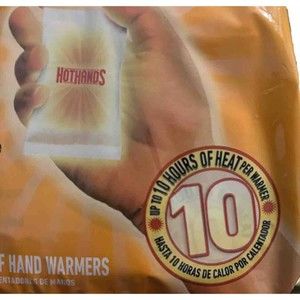 HOTHANDS
UP TO 10 HOURS OF HEAT PER WARMER
10
HASTA 10 HORAS DE CALOR POR CALENTADOR
F HAND WARMERS
ENTADORES DE MANOS